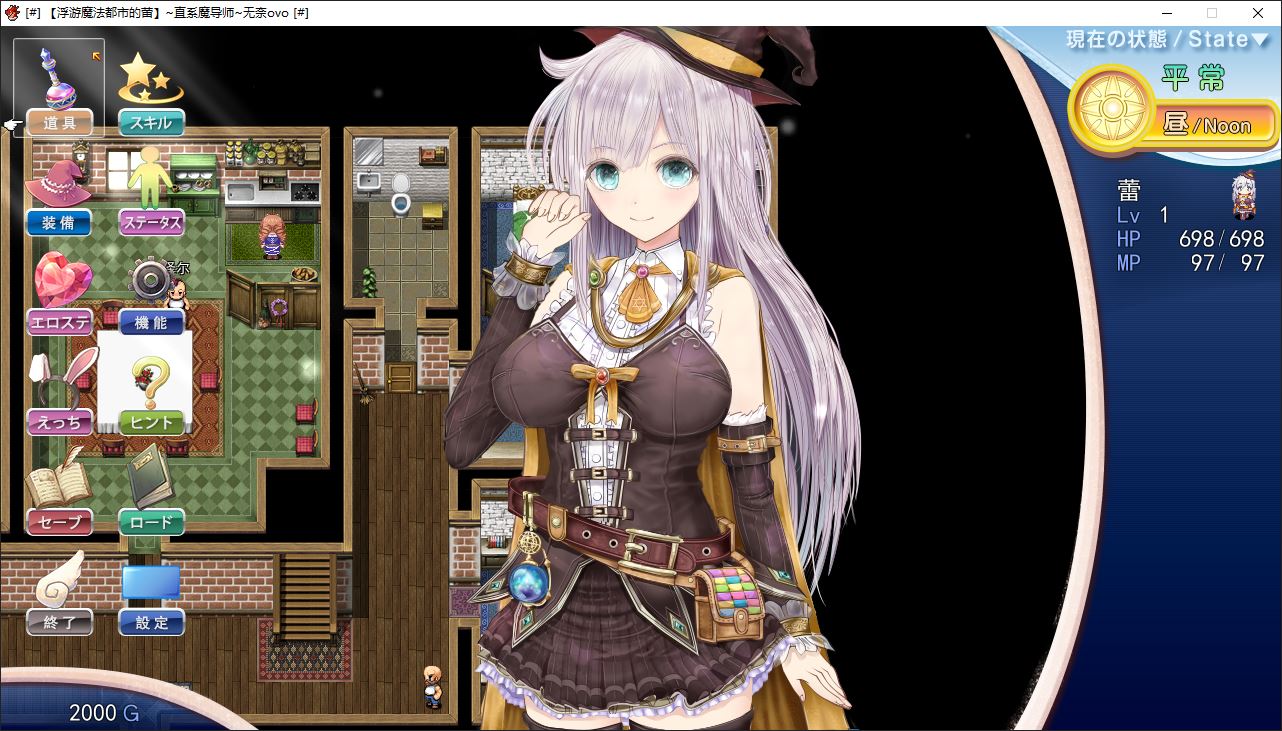 [#] 【浮游魔法都市的蕾】~直系魔导师~无奈ovo [#]
現在の状態 / State▼
平常
昼 / Noon
道具
スキル
装備
ステータス
エロステ
機能
えっち
ヒント
セーブ
ロード
終了
設定
蕾
Lv 1
HP 698/698
MP 97/ 97
2000 G